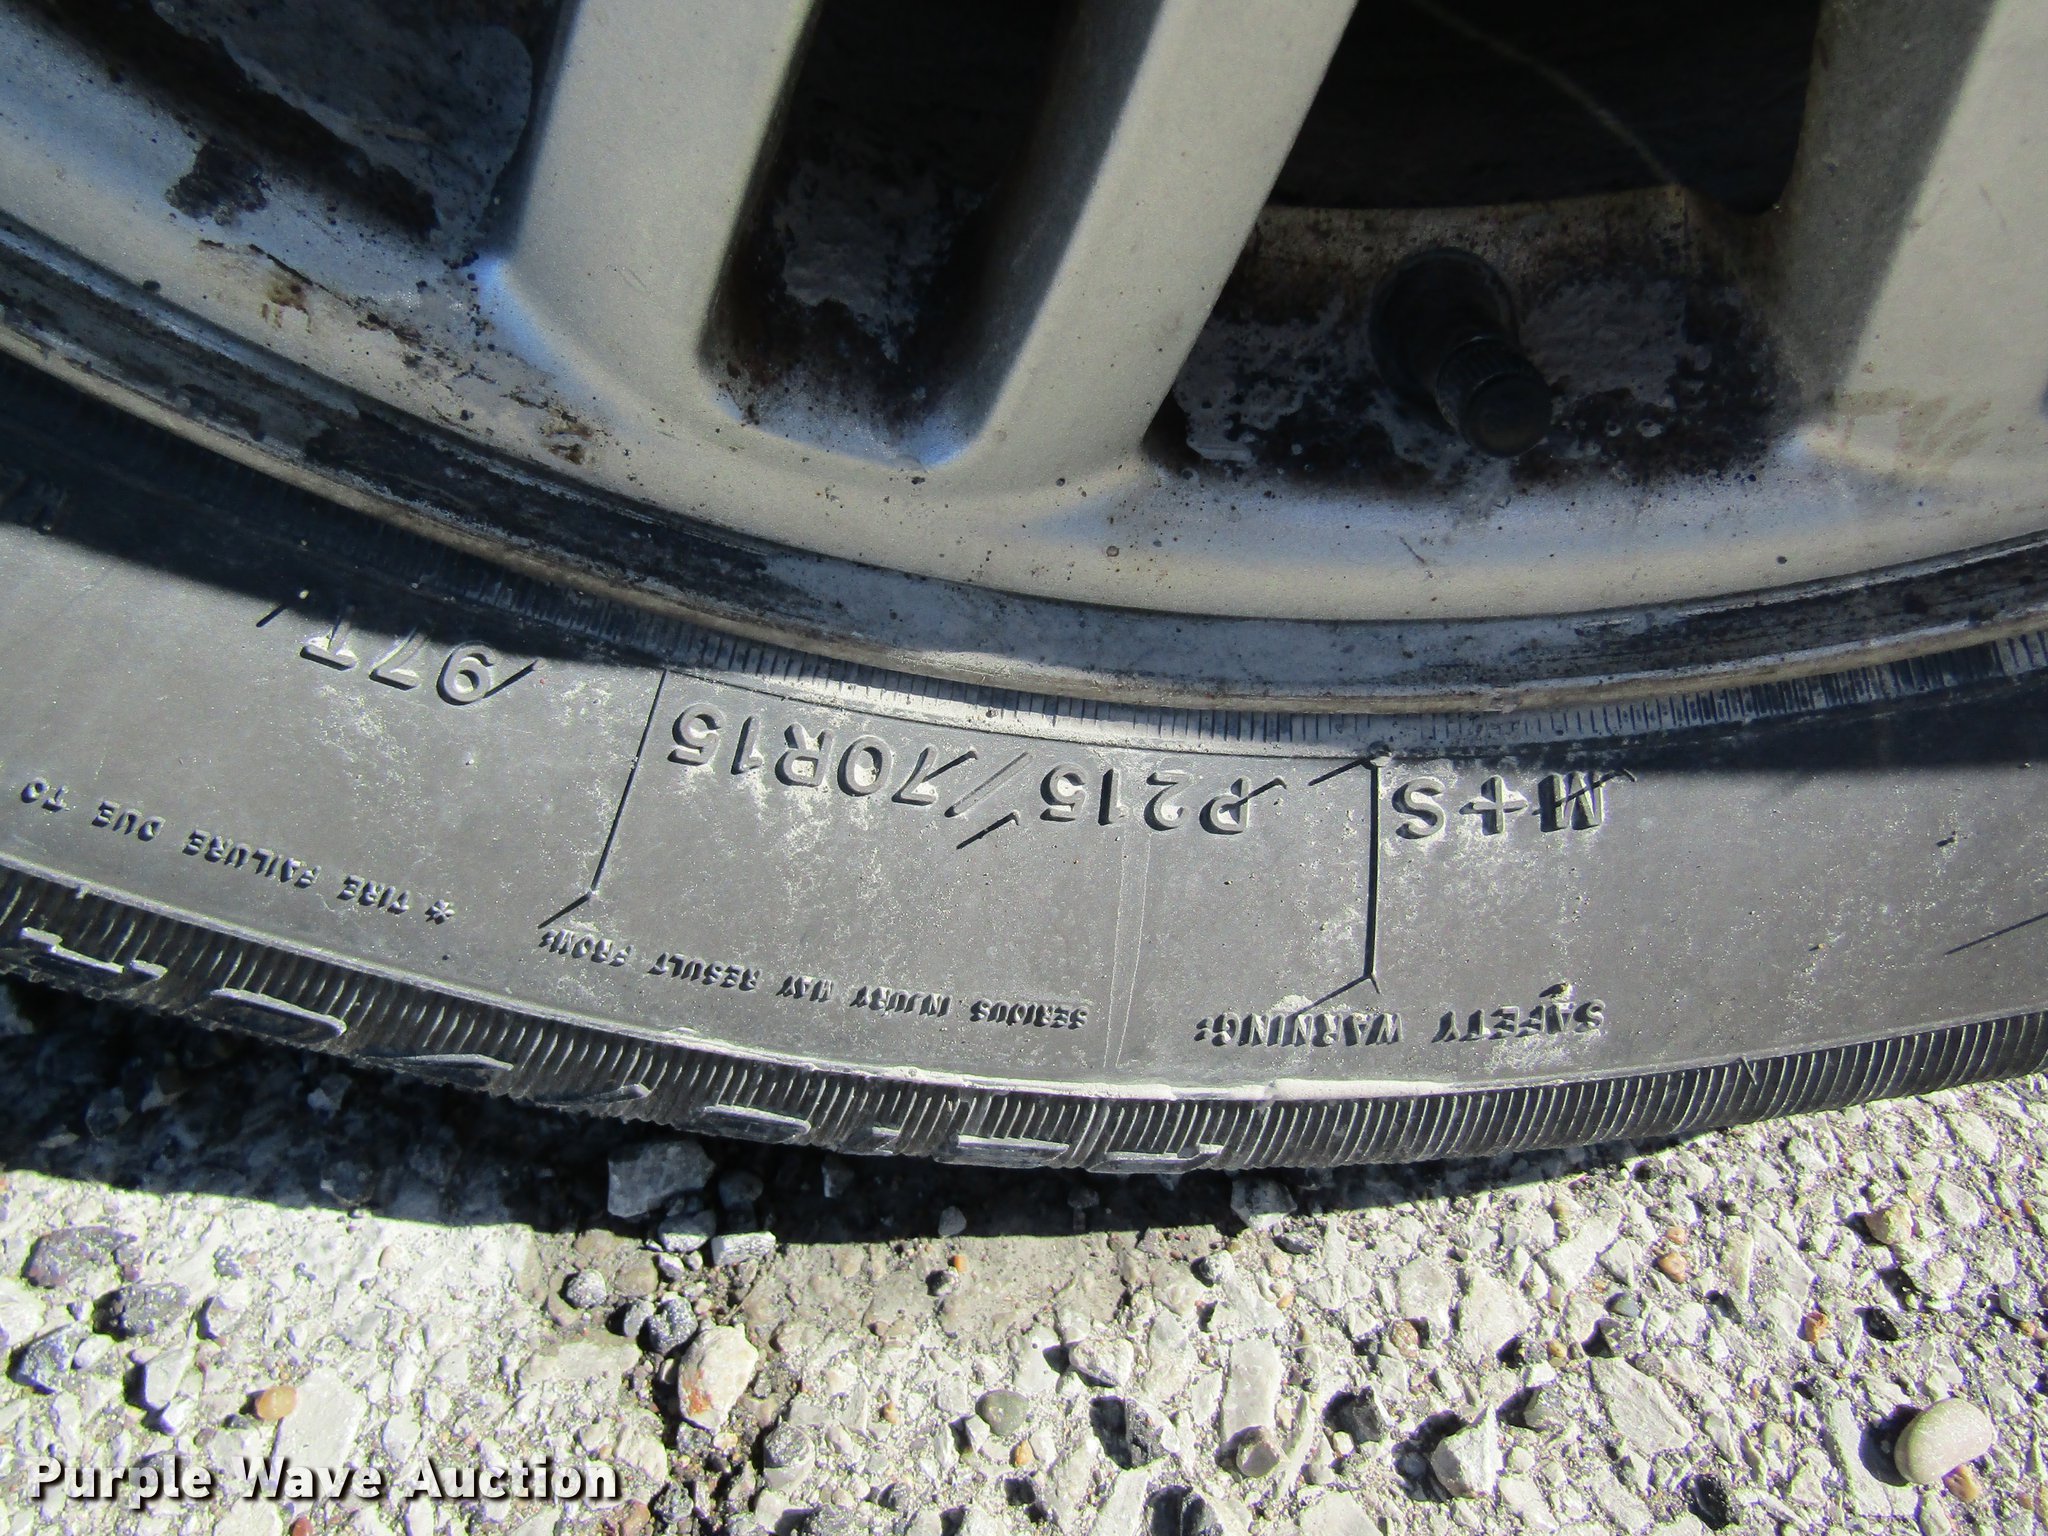 M+S P215/70R15 97T
SAFETY WARNING:
SERIOUS INJURY MAY RESULT FROM:
* TIRE FAILURE DUE TO
Purple Wave Auction